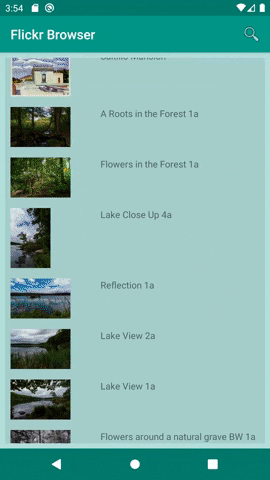 3:54
Flickr Browser
Mansion
A Roots in the Forest 1a
Flowers in the Forest 1a
Lake Close Up 4a
Reflection 1a
Lake View 2a
Lake View 1a
Flowers around a natural grave BW 1a